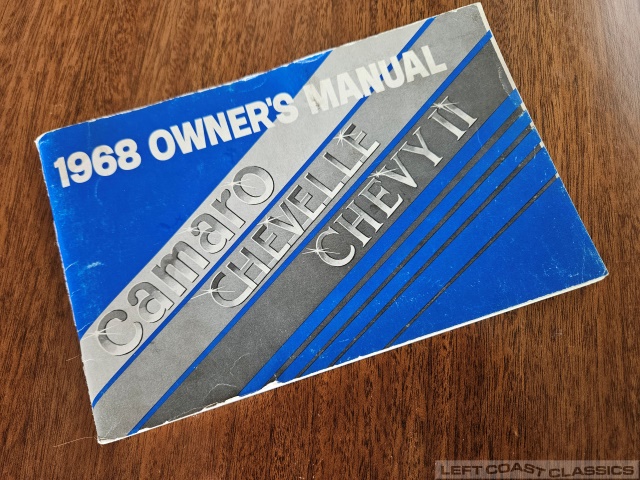 1968 OWNER'S MANUAL
camaro
CHEVELLE
CHEVY II
LEFT COAST CLASSICS